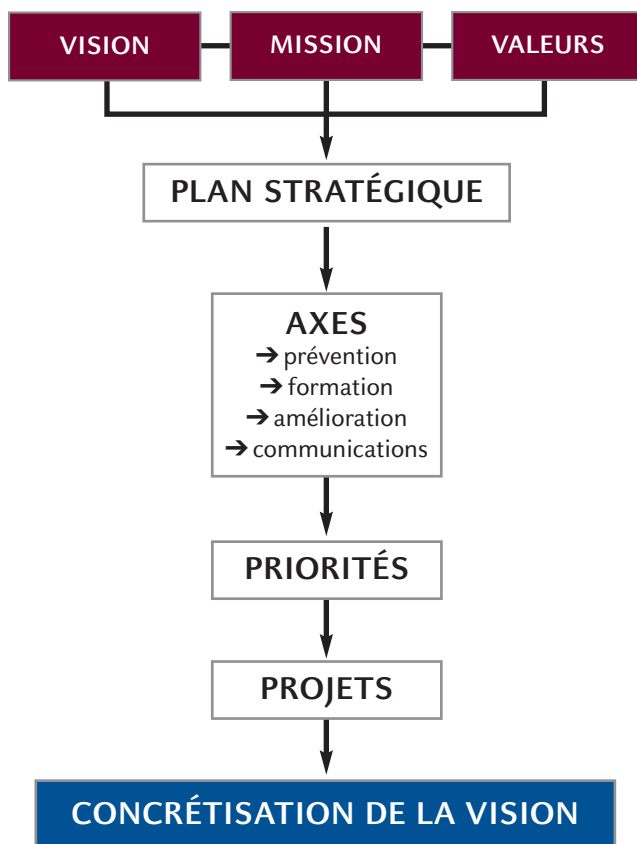 VISION
MISSION
VALEURS
PLAN STRATÉGIQUE
AXES
➔ prévention
➔ formation
➔ amélioration
➔ communications
PRIORITÉS
PROJETS
CONCRÉTISATION DE LA VISION